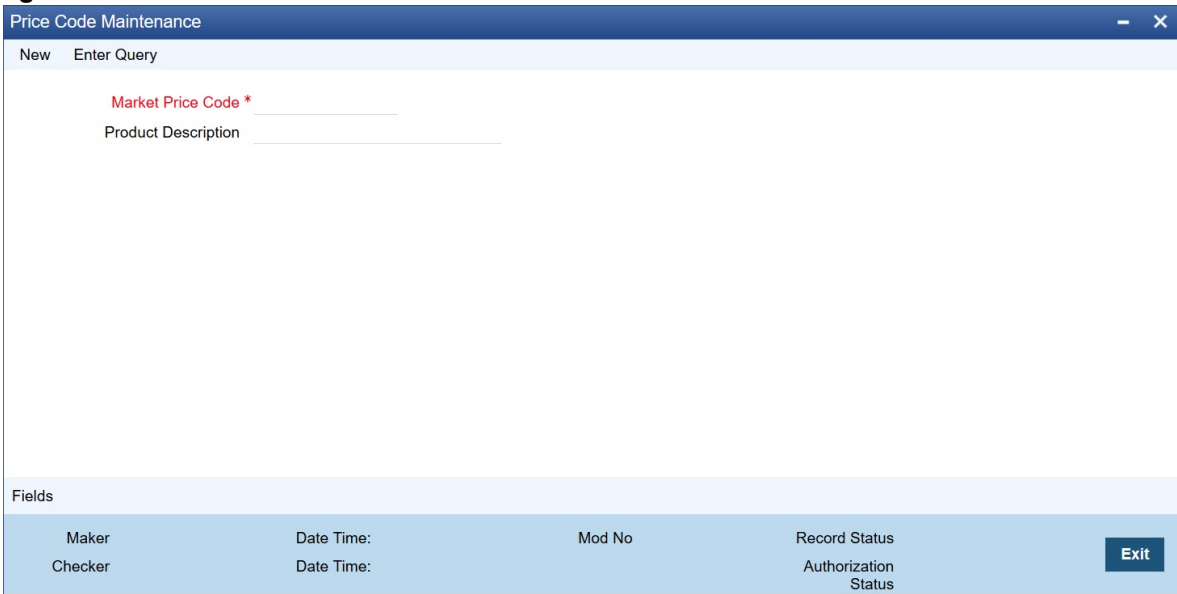 Price Code Maintenance
New Enter Query
Market Price Code *
Product Description
Fields
Maker Date Time: Mod No Record Status
Exit
Checker Date Time: Authorization
Status